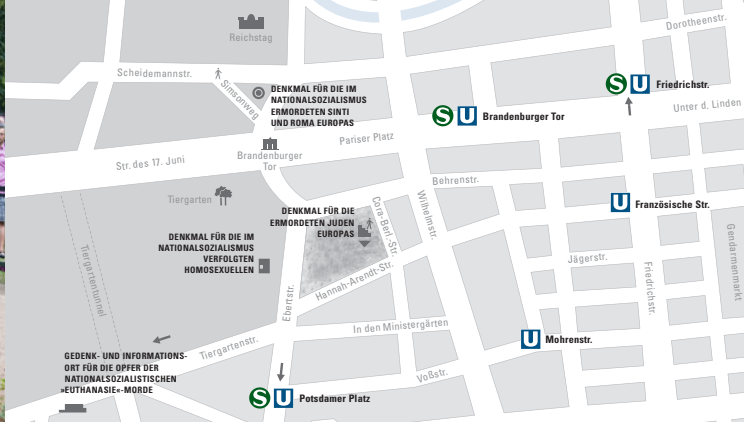 Reichstag
Dorotheenstr.
Scheidemannstr.
Simsonweg
DENKMAL FÜR DIE IM
NATIONALSOZIALISMUS
ERMORDETEN SINTI
UND ROMA EUROPAS
S U Friedrichstr.
S U Brandenburger Tor
Unter d. Linden
Pariser Platz
Brandenburger
Tor
Str. des 17. Juni
Behrenstr.
Tiergarten
U Französische Str.
DENKMAL FÜR DIE
ERMORDETEN JUDEN
EUROPAS
Cora-Berl.-Str.
Wilhelmstr.
DENKMAL FÜR DIE IM
NATIONALSOZIALISMUS
VERFOLGTEN
HOMOSEXUELLEN
Tiergartentunnel
Hannah-Arendt-Str.
Ebertstr.
Jägerstr.
Friedrichstr.
Gendarmenmarkt
In den Ministergärten
Tiergartenstr.
U Mohrenstr.
GEDENK- UND INFORMATIONS-
ORT FÜR DIE OPFER DER
NATIONALSOZIALISTISCHEN
»EUTHANASIE«-MORDE
Voßstr.
S U Potsdamer Platz